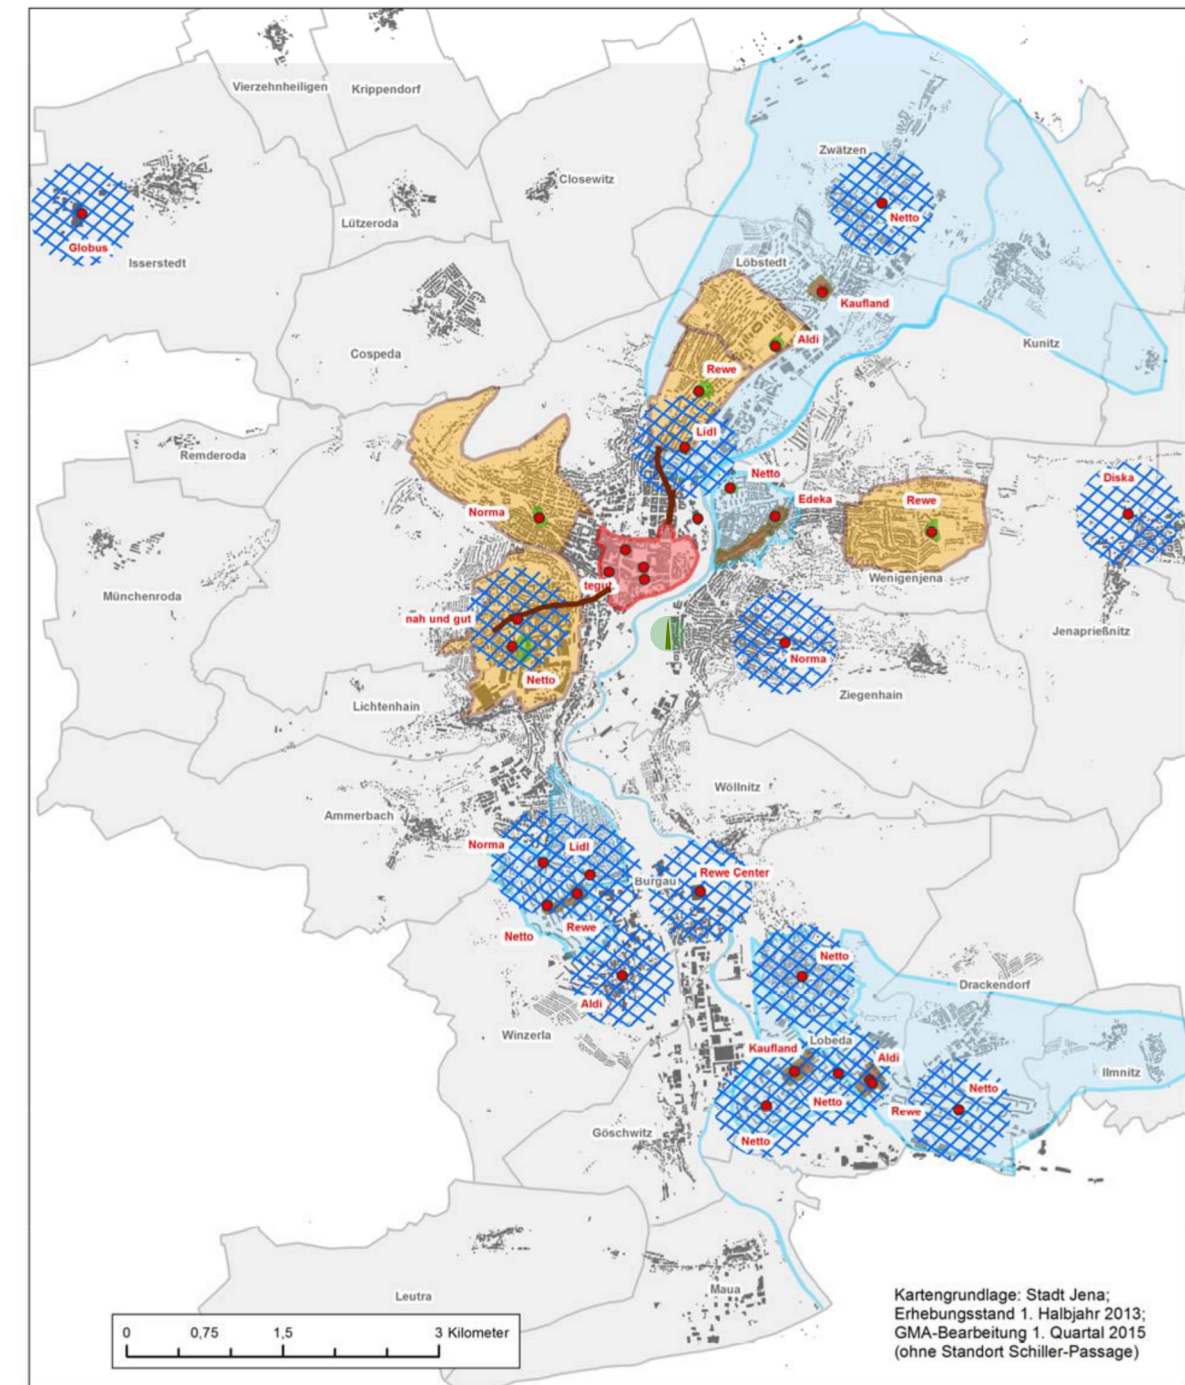 Vierzehnheiligen
Krippendorf
Zwätzen
Closewitz
Netto
Lützeroda
Globus
Isserstedt
Löbstedt
Kaufland
Aldi
Kunitz
Cospeda
Rewe
Lidl
Remderoda
Netto
Diska
Edeka
Rewe
Norma
Wenigenjena
tegut
Münchenroda
nah und gut
Jenaprießnitz
Norma
Netto
Ziegenhain
Lichtenhain
Wöllnitz
Ammerbach
Norma
Lidl
Rewe Center
Burgau
Rewe
Netto
Netto
Drackendorf
Aldi
Winzerla
Lobeda
Kaufland
Aldi
Ilmnitz
Netto
Netto
Rewe
Göschwitz
Netto
Maua
Leutra
Kartengrundlage: Stadt Jena;
Erhebungsstand 1. Halbjahr 2013;
GMA-Bearbeitung 1. Quartal 2015
(ohne Standort Schiller-Passage)
0 0,75 1,5 3 Kilometer